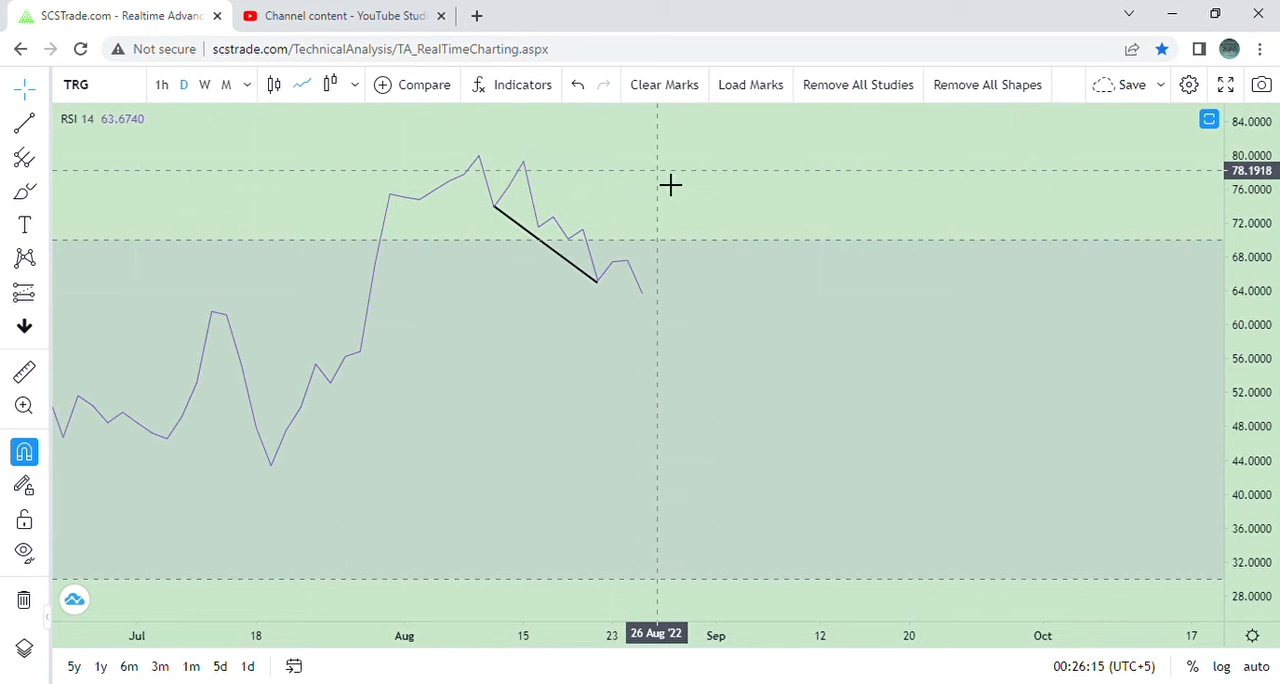 SCSTrade.com - Realtime Advanc
Channel content - YouTube Studi
Not secure
scstrade.com/TechnicalAnalysis/TA_RealTimeCharting.aspx
TRG 1h D W M Compare Indicators Clear Marks Load Marks Remove All Studies Remove All Shapes Save
RSI 14 63.6740
84.0000
80.0000
78.1918
76.0000
72.0000
68.0000
64.0000
60.0000
56.0000
52.0000
48.0000
44.0000
40.0000
36.0000
32.0000
28.0000
Jul 18 Aug 15 23 26 Aug '22 Sep 12 20 Oct 17
5y 1y 6m 3m 1m 5d 1d 00:26:15 (UTC+5) % log auto